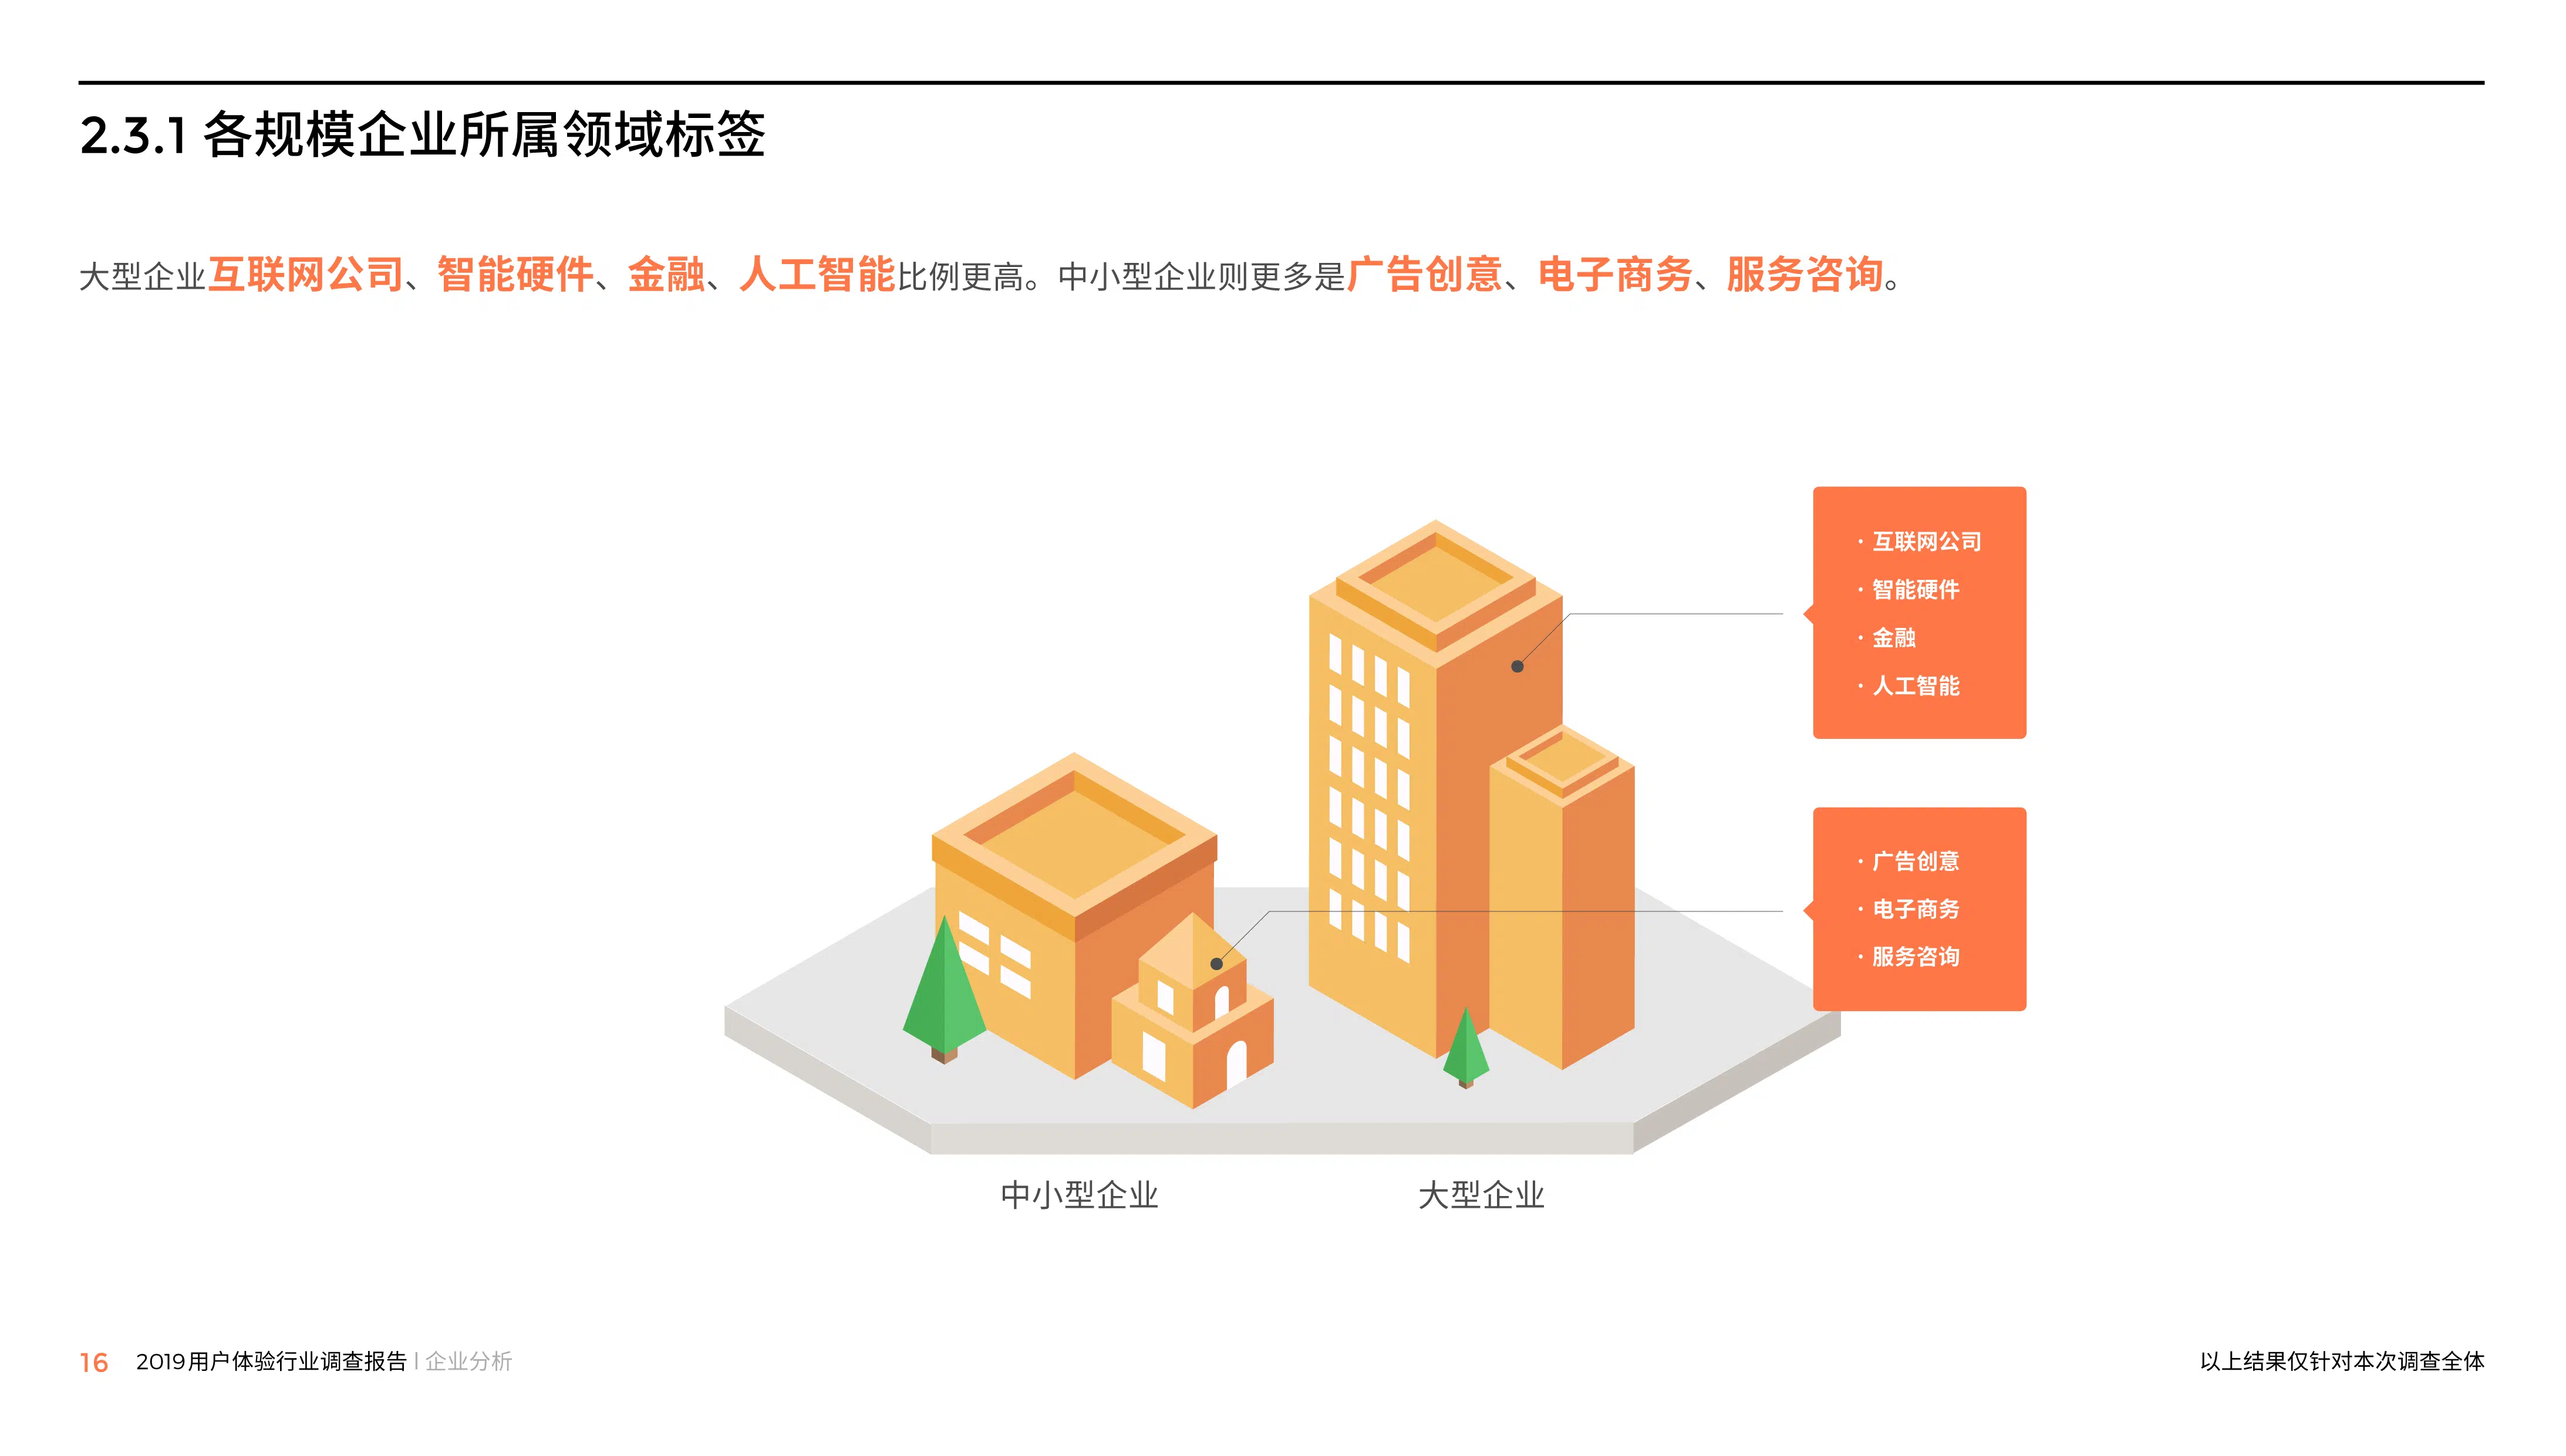 2.3.1 各规模企业所属领域标签
大型企业互联网公司、智能硬件、金融、人工智能比例更高。中小型企业则更多是广告创意、电子商务、服务咨询。
· 互联网公司
· 智能硬件
· 金融
· 人工智能
· 广告创意
· 电子商务
· 服务咨询
中小型企业
大型企业
16 2019用户体验行业调查报告 | 企业分析
以上结果仅针对本次调查全体